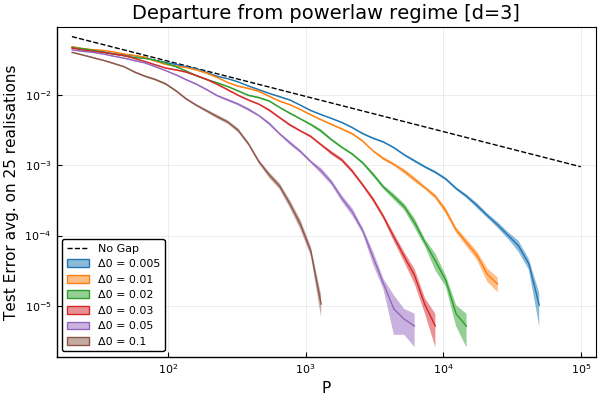 Departure from powerlaw regime [d=3]
Test Error avg. on 25 realisations
10⁻²
10⁻³
10⁻⁴
10⁻⁵
No Gap
Δ0 = 0.005
Δ0 = 0.01
Δ0 = 0.02
Δ0 = 0.03
Δ0 = 0.05
Δ0 = 0.1
10² 10³ 10⁴ 10⁵
P